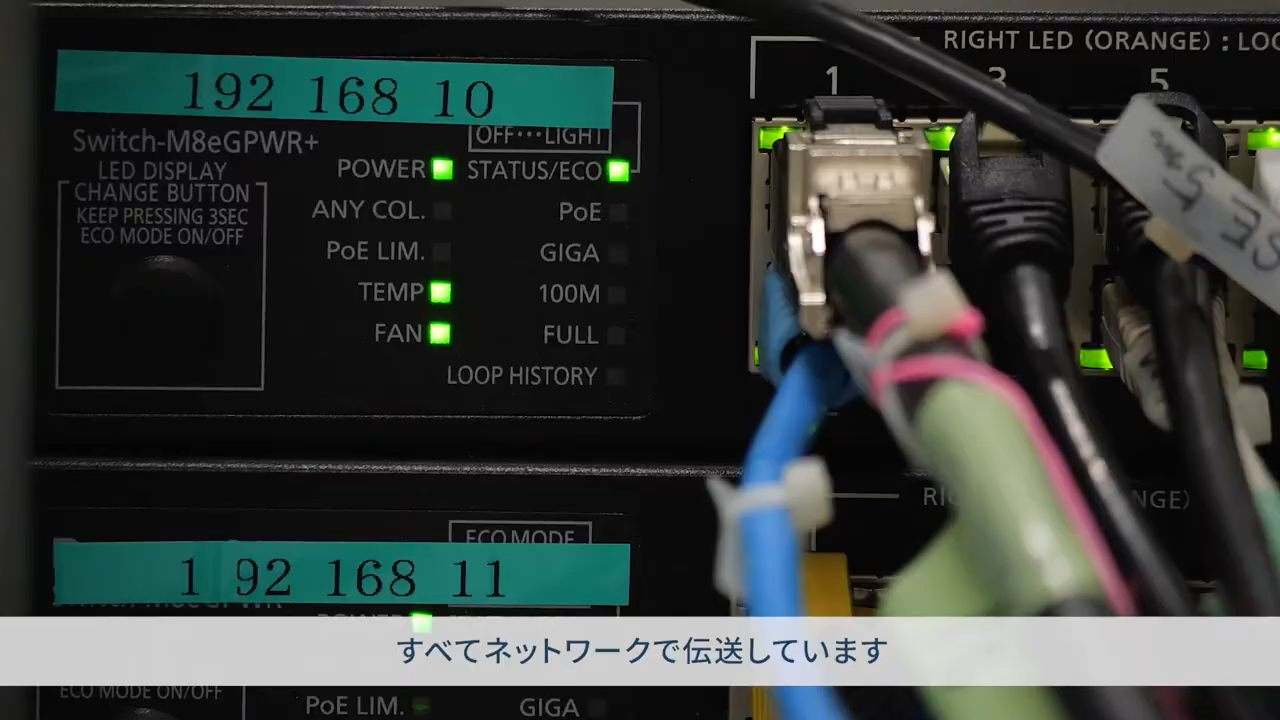 192 168 10
Switch-M8eGPWR+
LED DISPLAY
CHANGE BUTTON
KEEP PRESSING 3SEC
ECO MODE ON/OFF
OFF···LIGHT
POWER
STATUS/ECO
ANY COL.
PoE
PoE LIM.
GIGA
TEMP
100M
FAN
FULL
LOOP HISTORY
RIGHT LED (ORANGE) : LOO
1
3
5
ECO MODE
1 92 168 11
すべてネットワークで伝送しています
ECO MODE ON/OFF
PoE LIM.
GIGA